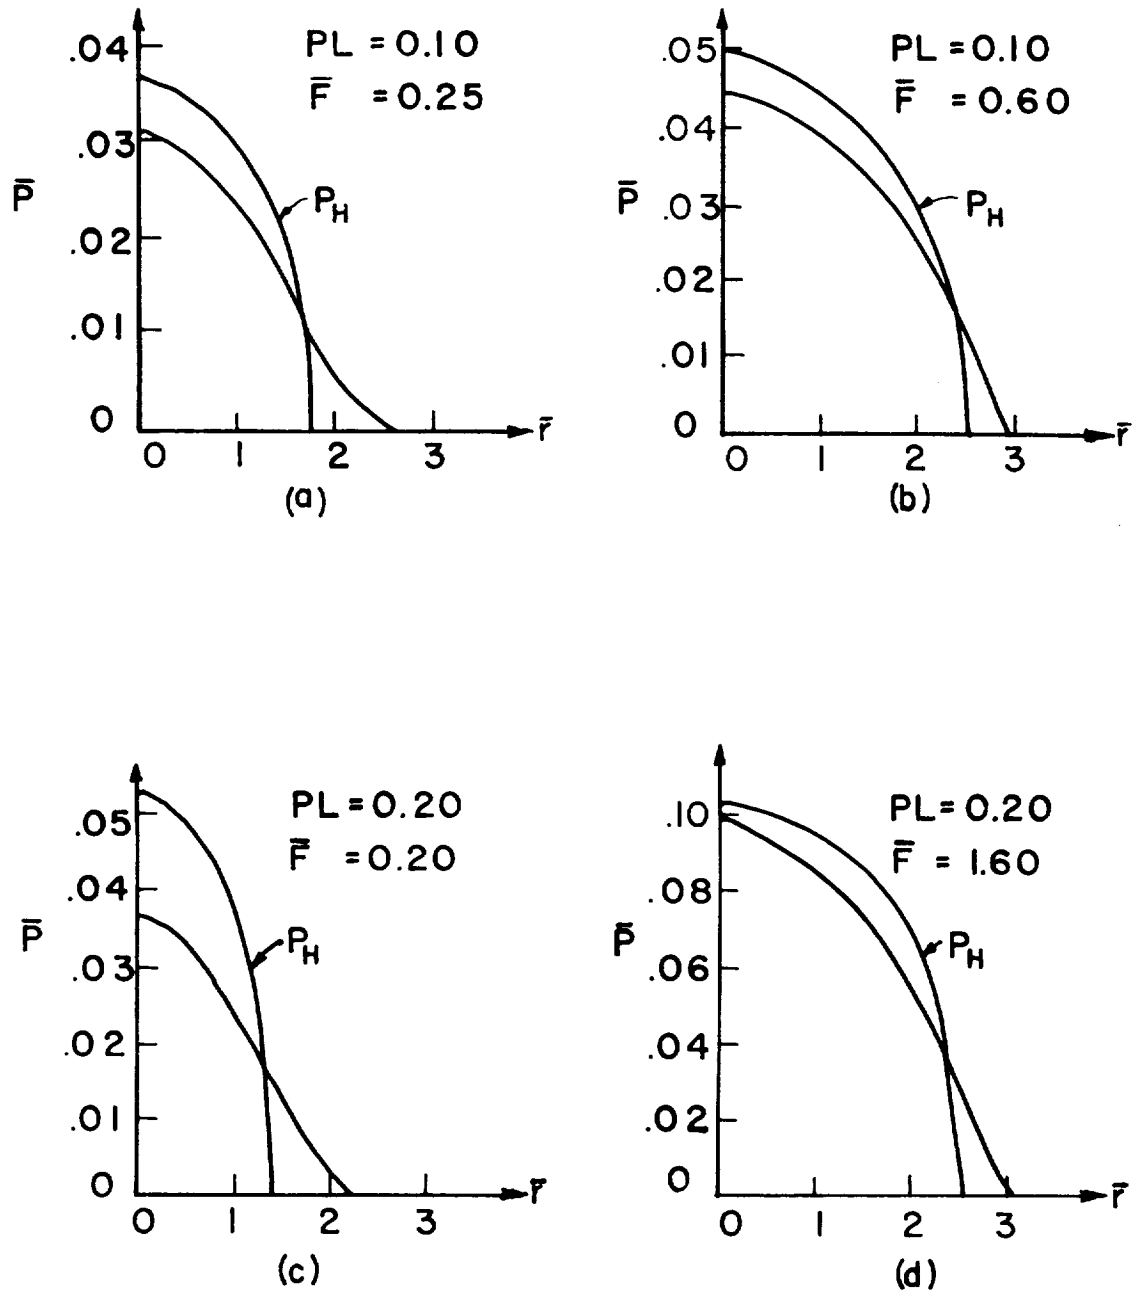 .04
PL = 0.10
F̅ = 0.25
.03
P̅
P_H
.02
.01
0
r̅
0 1 2 3
(a)
.05
PL = 0.10
F̅ = 0.60
.04
P̅
.03
P_H
.02
.01
0
r̅
0 1 2 3
(b)
.05
PL = 0.20
F̅ = 0.20
.04
P̅
P_H
.03
.02
.01
0
r̅
0 1 2 3
(c)
.10
PL = 0.20
F̅ = 1.60
.08
P̅
P_H
.06
.04
.02
0
r̅
0 1 2 3
(d)